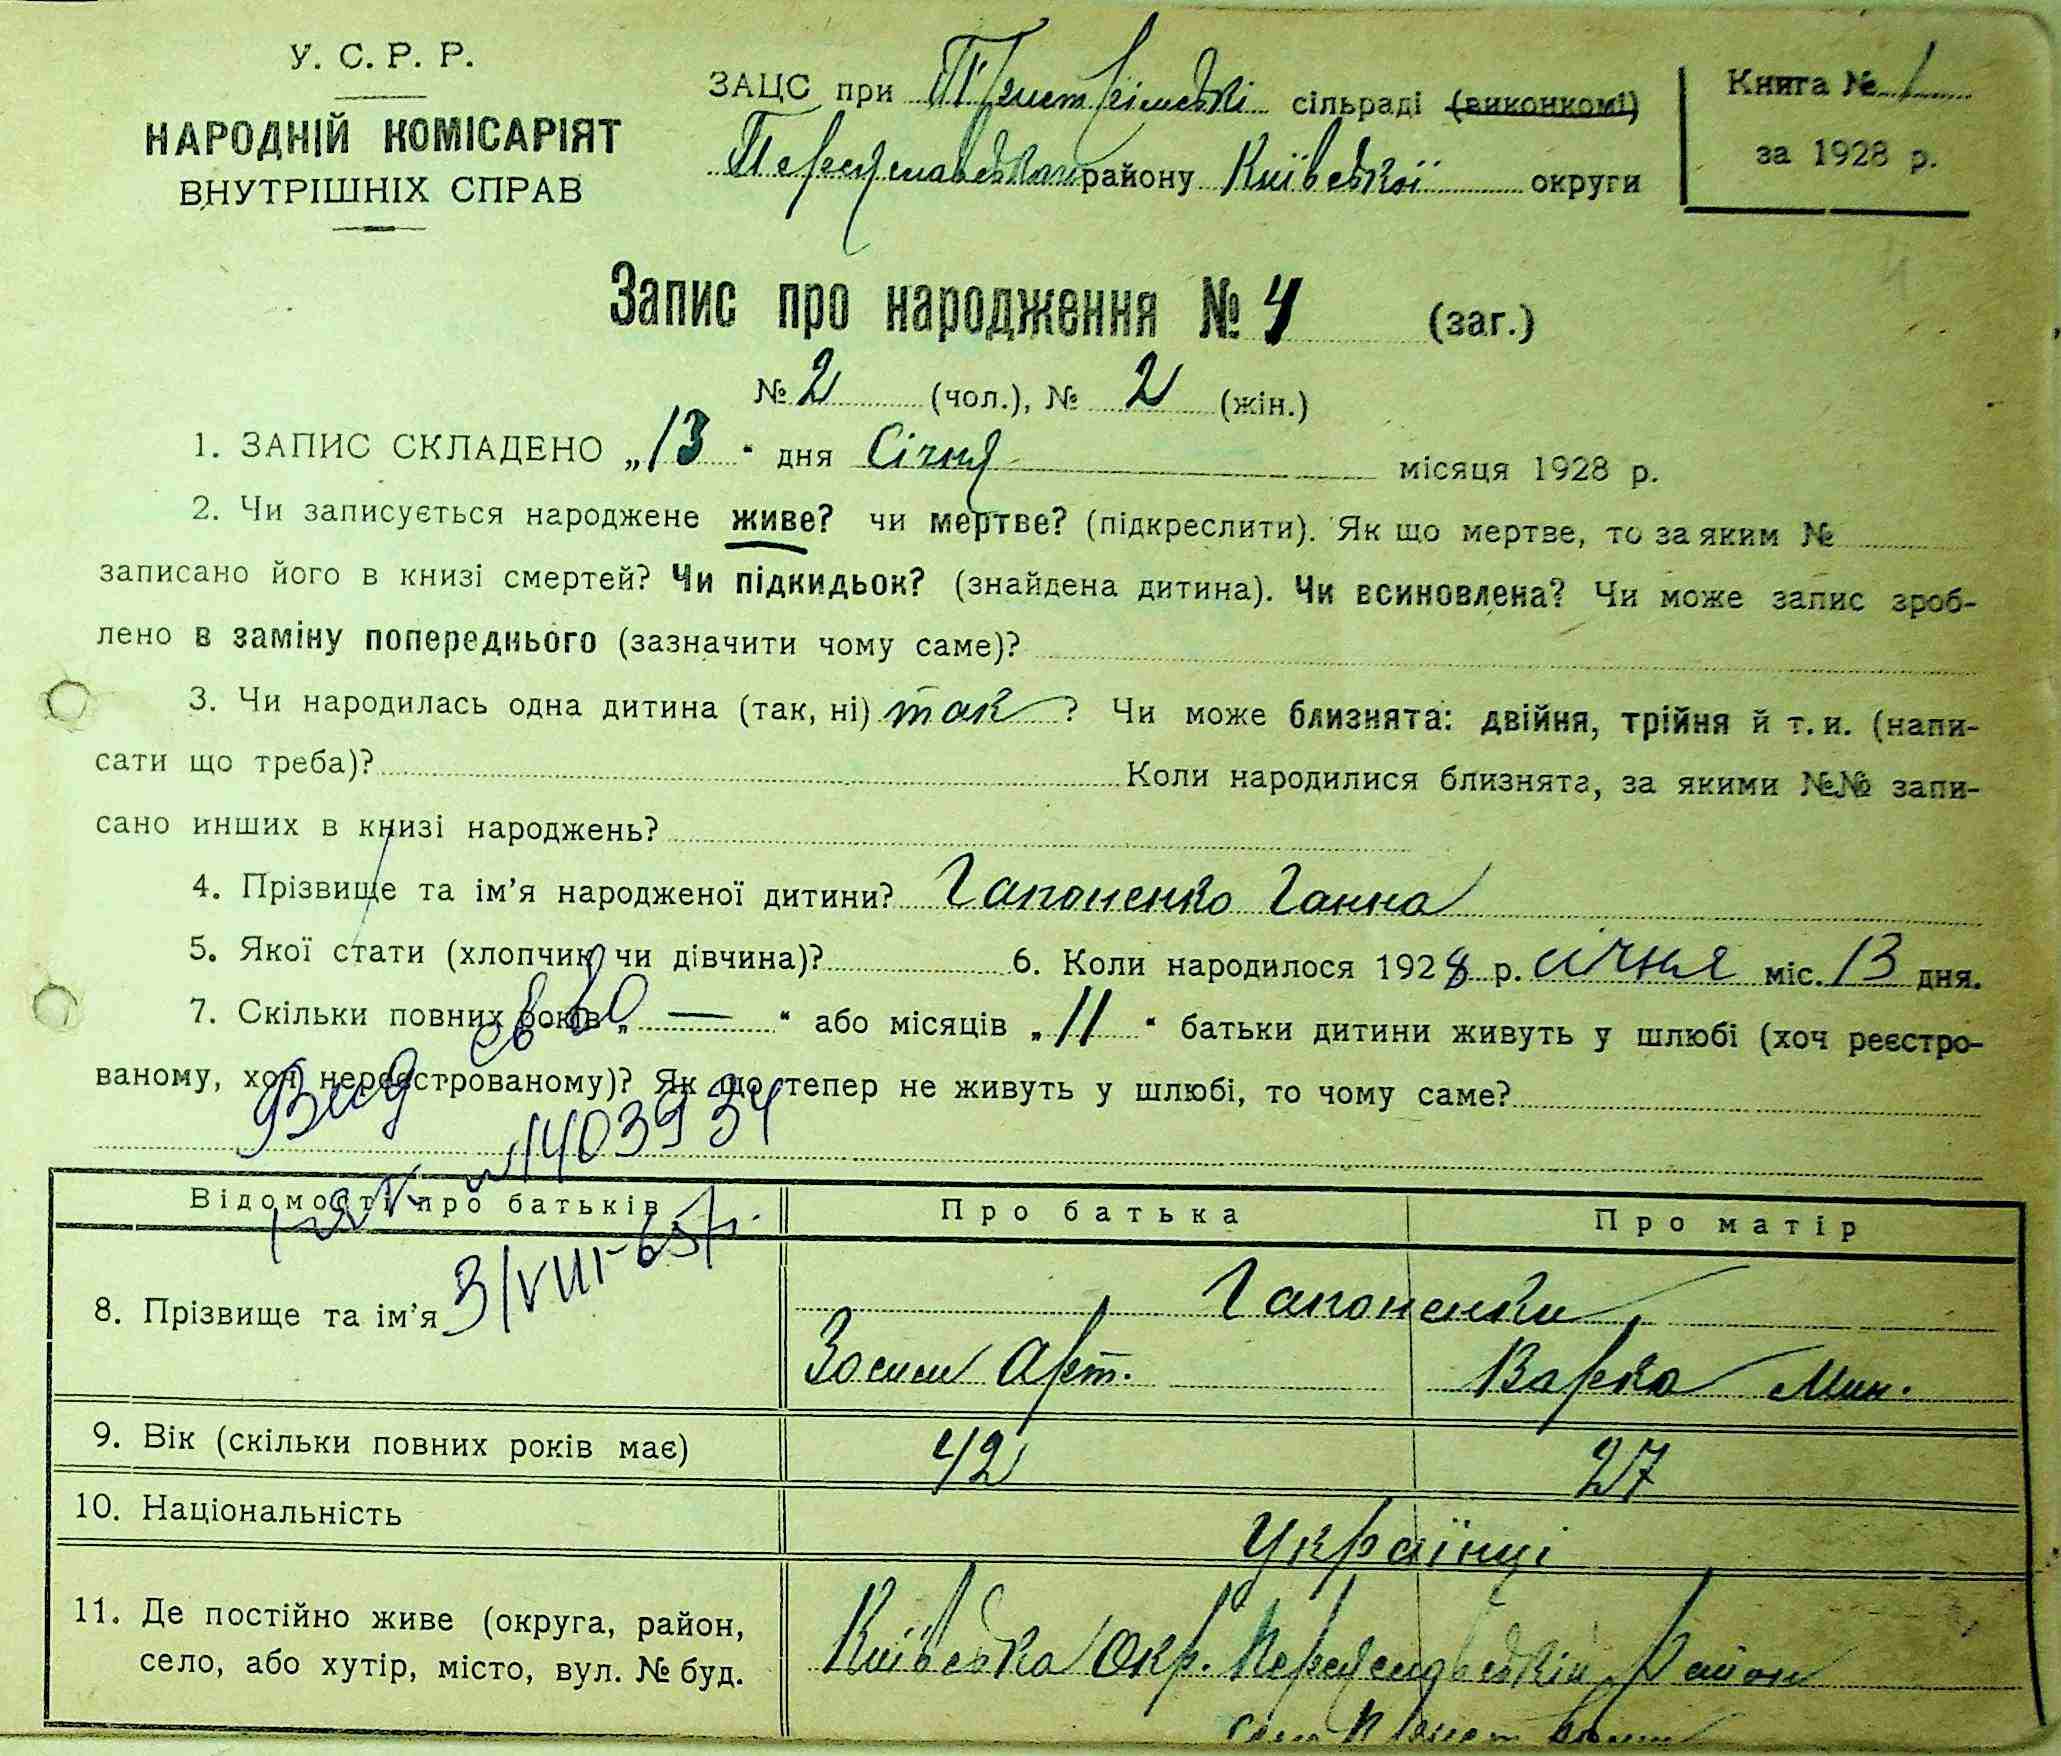 У. С. Р. Р.
НАРОДНІЙ КОМІСАРІЯТ
ВНУТРІШНІХ СПРАВ
ЗАЦС при сільраді (виконкомі)
Переяславського району Київської округи
Книга № 1
за 1928 р.
Запис про народження № 4 (заг.)
№ 2 (чол.), № 2 (жін.)
1. ЗАПИС СКЛАДЕНО „13“ дня Січня місяця 1928 р.
2. Чи записується народжене живе? чи мертве? (підкреслити). Як що мертве, то за яким №
записано його в книзі смертей? Чи підкидьок? (знайдена дитина). Чи всиновлена? Чи може запис зроб-
лено в заміну попереднього (зазначити чому саме)?
3. Чи народилась одна дитина (так, ні) так? Чи може близнята: двійня, трійня й т. и. (напи-
сати що треба)? Коли народилися близнята, за якими №№ запи-
сано инших в книзі народжень?
4. Прізвище та ім’я народженої дитини? Гапоненко Ганна
5. Якої стати (хлопчик чи дівчина)? 6. Коли народилося 1928 р. січня міс. 13 дня.
7. Скільки повних років „—“ або місяців „11“ батьки дитини живуть у шлюбі (хоч реєстро-
ваному, хоч нереєстрованому)? Як що тепер не живуть у шлюбі, то чому саме?
Вид св во
№ 1403934
3/VIII-65 р.
Відомості про батьків Про батька Про матір
8. Прізвище та ім’я Гапоненки
Зосим Арт. Варка Мин.
9. Вік (скільки повних років має) 42 27
10. Національність Українці
11. Де постійно живе (округа, район,
село, або хутір, місто, вул. № буд.
Київська Окр. Переяславський район
село